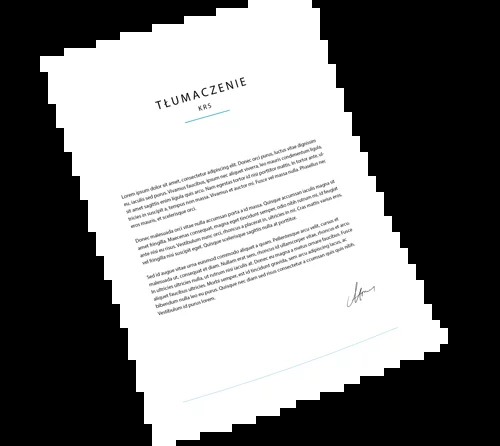 TŁUMACZENIE
KRS
Lorem ipsum dolor sit amet, consectetur adipiscing elit. Donec orci purus, luctus vitae dignissim
eu, iaculis sed purus. Vivamus faucibus, ipsum nec aliquet viverra, leo mauris condimentum ligula,
sit amet sagittis enim ligula quis arcu. Nam egestas tortor id nisi porttitor mattis. In tortor ante, ul-
tricies in suscipit a, tempus non massa. Vivamus et auctor mi. Fusce vel massa nulla. Phasellus nec
eros mauris, et scelerisque orci.
Donec malesuada orci vitae nulla accumsan porta a id massa. Quisque accumsan iaculis magna ut
amet fringilla. Maecenas consequat, magna eget tincidunt semper, odio nibh rutrum mi, id feugiat
ante nisi eu risus. Vestibulum nunc orci, rhoncus a placerat in, ultricies in mi. Cras mattis varius eros,
vel fringilla nisi suscipit eget. Quisque scelerisque sagittis nulla at porttitor.
Sed id augue vitae urna euismod commodo aliquet a quam. Pellentesque arcu velit, cursus et
malesuada ut, consequat et diam. Nullam erat sem, rhoncus id ullamcorper vitae, rhoncus et arcu.
In ultricies ultricies nulla, ut rutrum nisi iaculis at. Donec eu magna a metus ornare faucibus. Fusce
aliquet faucibus ultricies. Morbi semper, est id tincidunt gravida, sem arcu adipiscing lacus, ac
bibendum nulla leo eu purus. Quisque nec diam sed risus consectetur a ccumsan quis quis nibh.
Vestibulum id purus lorem.